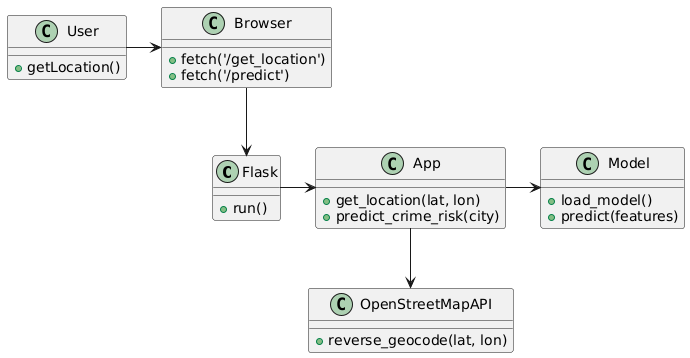 C User
getLocation()
C Browser
fetch('/get_location')
fetch('/predict')
C Flask
run()
C App
get_location(lat, lon)
predict_crime_risk(city)
C Model
load_model()
predict(features)
C OpenStreetMapAPI
reverse_geocode(lat, lon)